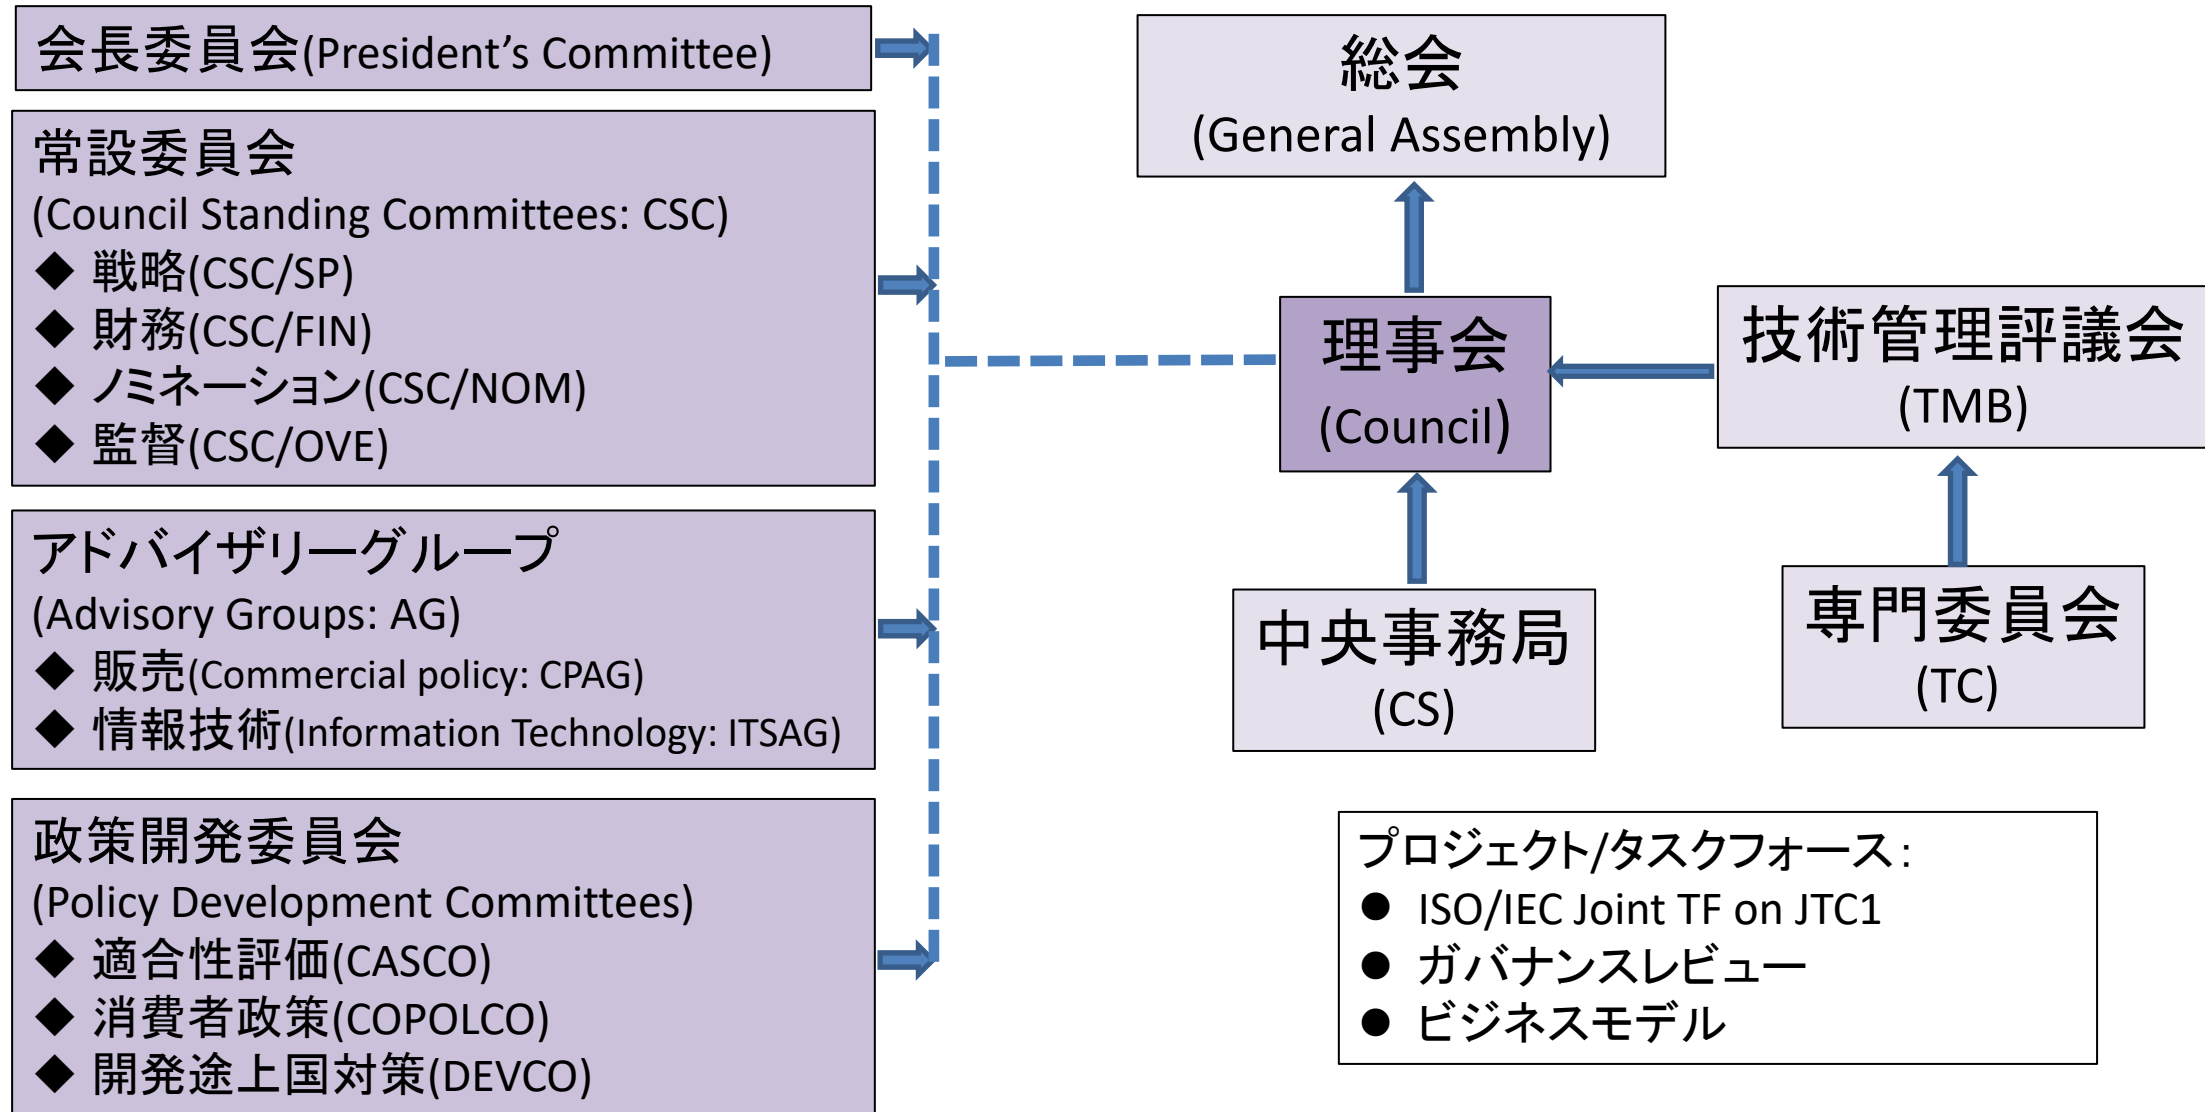 会長委員会(President’s Committee)
常設委員会
(Council Standing Committees: CSC)
◆ 戦略(CSC/SP)
◆ 財務(CSC/FIN)
◆ ノミネーション(CSC/NOM)
◆ 監督(CSC/OVE)
アドバイザリーグループ
(Advisory Groups: AG)
◆ 販売(Commercial policy: CPAG)
◆ 情報技術(Information Technology: ITSAG)
政策開発委員会
(Policy Development Committees)
◆ 適合性評価(CASCO)
◆ 消費者政策(COPOLCO)
◆ 開発途上国対策(DEVCO)
総会
(General Assembly)
理事会
(Council)
技術管理評議会
(TMB)
中央事務局
(CS)
専門委員会
(TC)
プロジェクト/タスクフォース:
● ISO/IEC Joint TF on JTC1
● ガバナンスレビュー
● ビジネスモデル